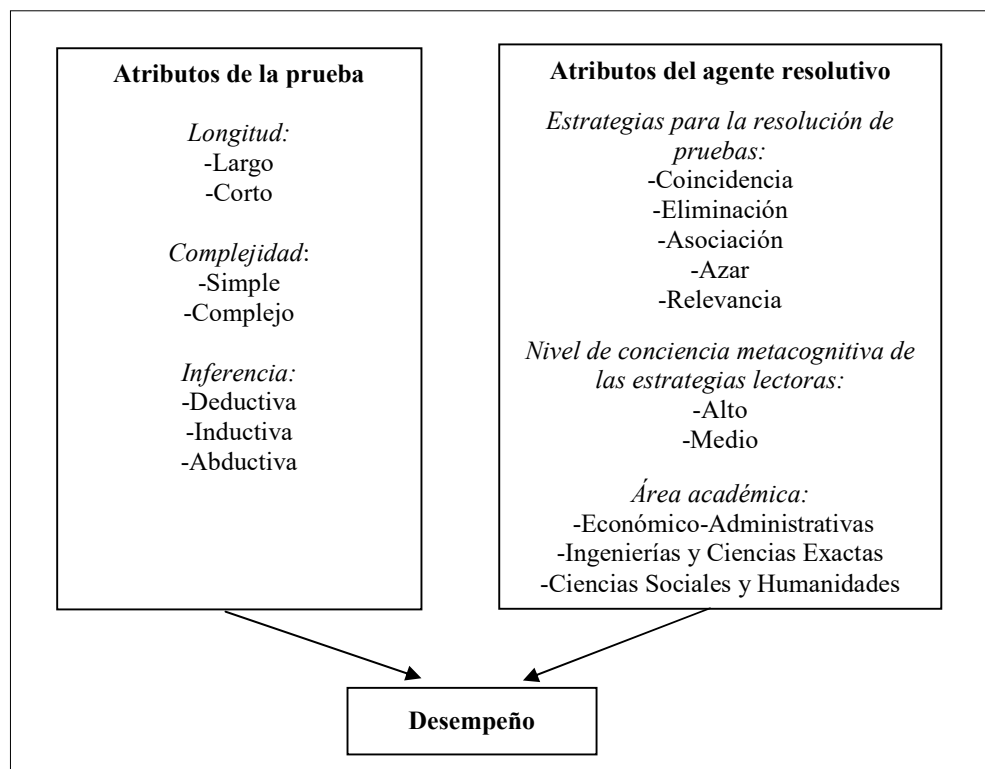 Atributos de la prueba
Longitud:
-Largo
-Corto
Complejidad:
-Simple
-Complejo
Inferencia:
-Deductiva
-Inductiva
-Abductiva
Atributos del agente resolutivo
Estrategias para la resolución de
pruebas:
-Coincidencia
-Eliminación
-Asociación
-Azar
-Relevancia
Nivel de conciencia metacognitiva de
las estrategias lectoras:
-Alto
-Medio
Área académica:
-Económico-Administrativas
-Ingenierías y Ciencias Exactas
-Ciencias Sociales y Humanidades
Desempeño